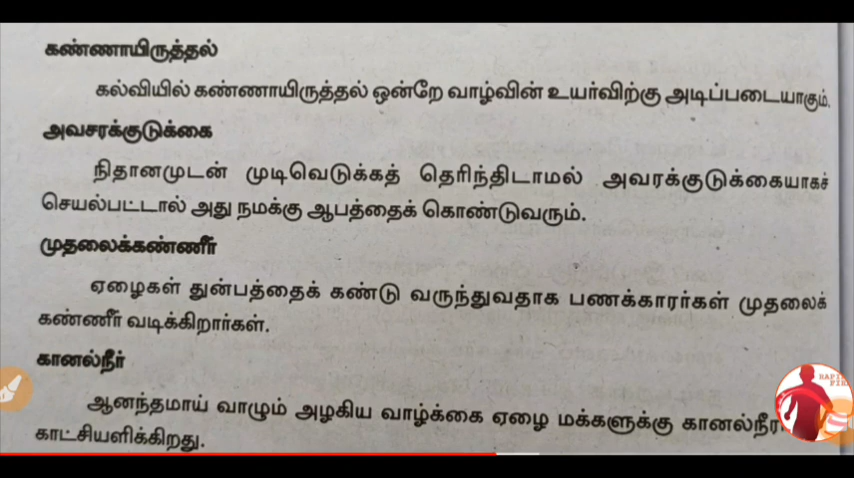 கண்ணாயிருத்தல்
கல்வியில் கண்ணாயிருத்தல் ஒன்றே வாழ்வின் உயர்விற்கு அடிப்படையாகும்.
அவசரக்குடுக்கை
நிதானமுடன் முடிவெடுக்கத் தெரிந்திடாமல் அவரக்குடுக்கையாகச்
செயல்பட்டால் அது நமக்கு ஆபத்தைக் கொண்டுவரும்.
முதலைக்கண்ணீர்
ஏழைகள் துன்பத்தைக் கண்டு வருந்துவதாக பணக்காரர்கள் முதலைக்
கண்ணீர் வடிக்கிறார்கள்.
கானல்நீர்
ஆனந்தமாய் வாழும் அழகிய வாழ்க்கை ஏழை மக்களுக்கு
காட்சியளிக்கிறது.